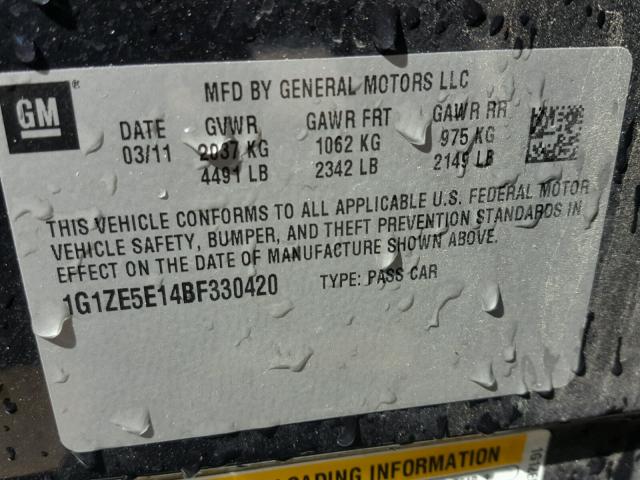 GM ®
MFD BY GENERAL MOTORS LLC
DATE GVWR GAWR FRT GAWR RR
03/11 2037 KG 1062 KG 975 KG
4491 LB 2342 LB 2149 LB
THIS VEHICLE CONFORMS TO ALL APPLICABLE U.S. FEDERAL MOTOR
VEHICLE SAFETY, BUMPER, AND THEFT PREVENTION STANDARDS IN
EFFECT ON THE DATE OF MANUFACTURE SHOWN ABOVE.
1G1ZE5E14BF330420 TYPE: PASS CAR
LOADING INFORMATION